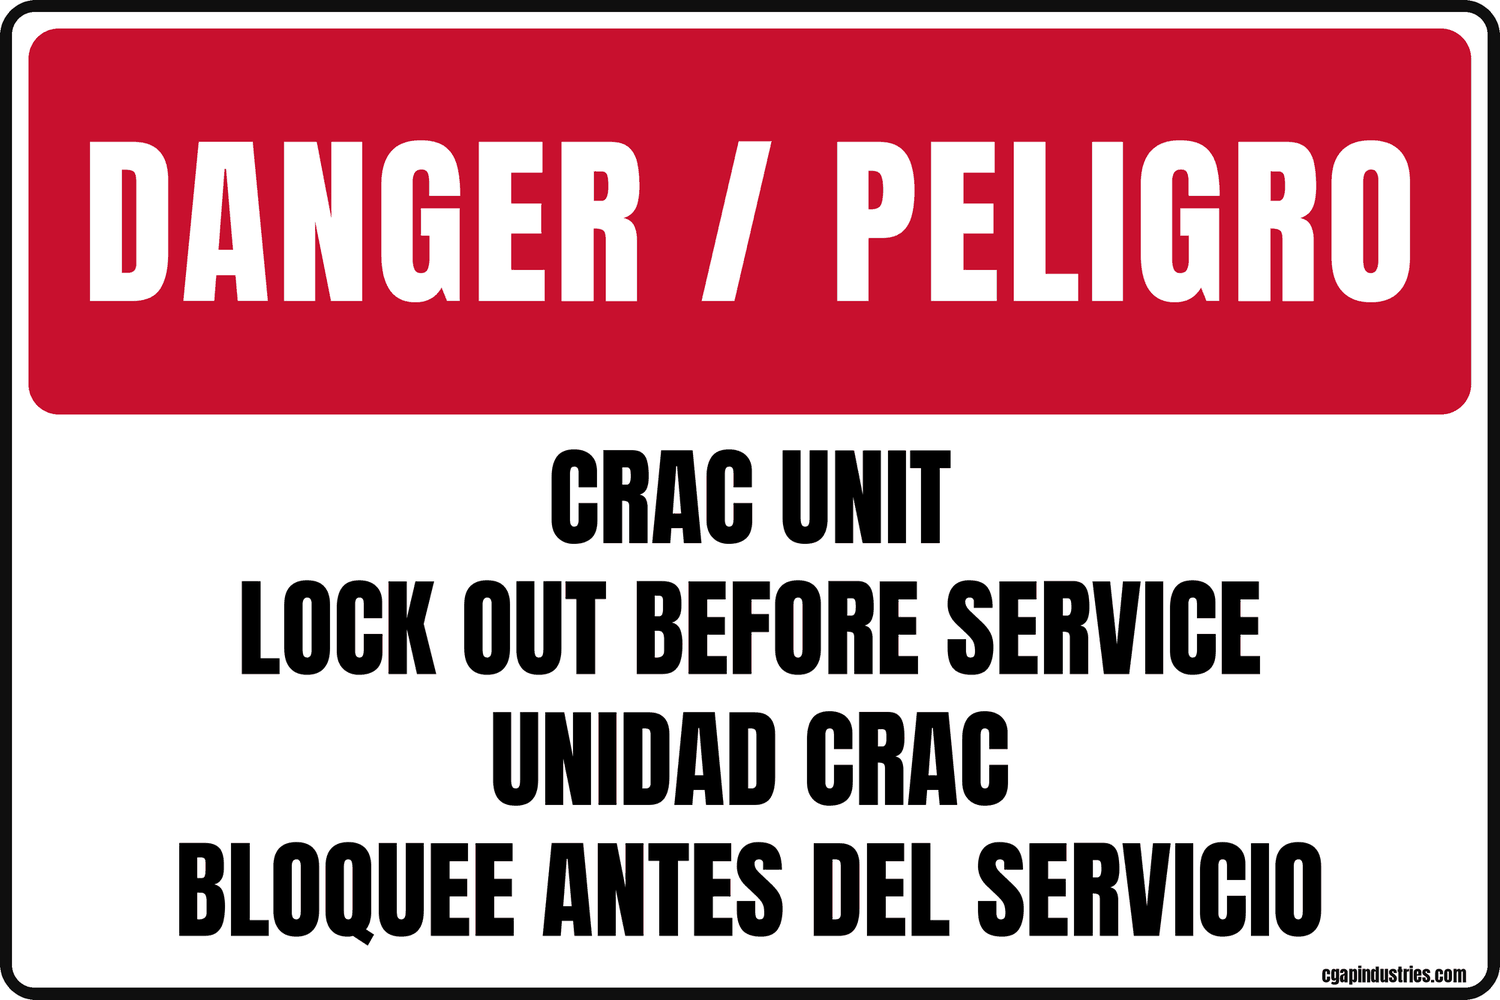 DANGER / PELIGRO
CRAC UNIT
LOCK OUT BEFORE SERVICE
UNIDAD CRAC
BLOQUEE ANTES DEL SERVICIO
cgapindustries.com